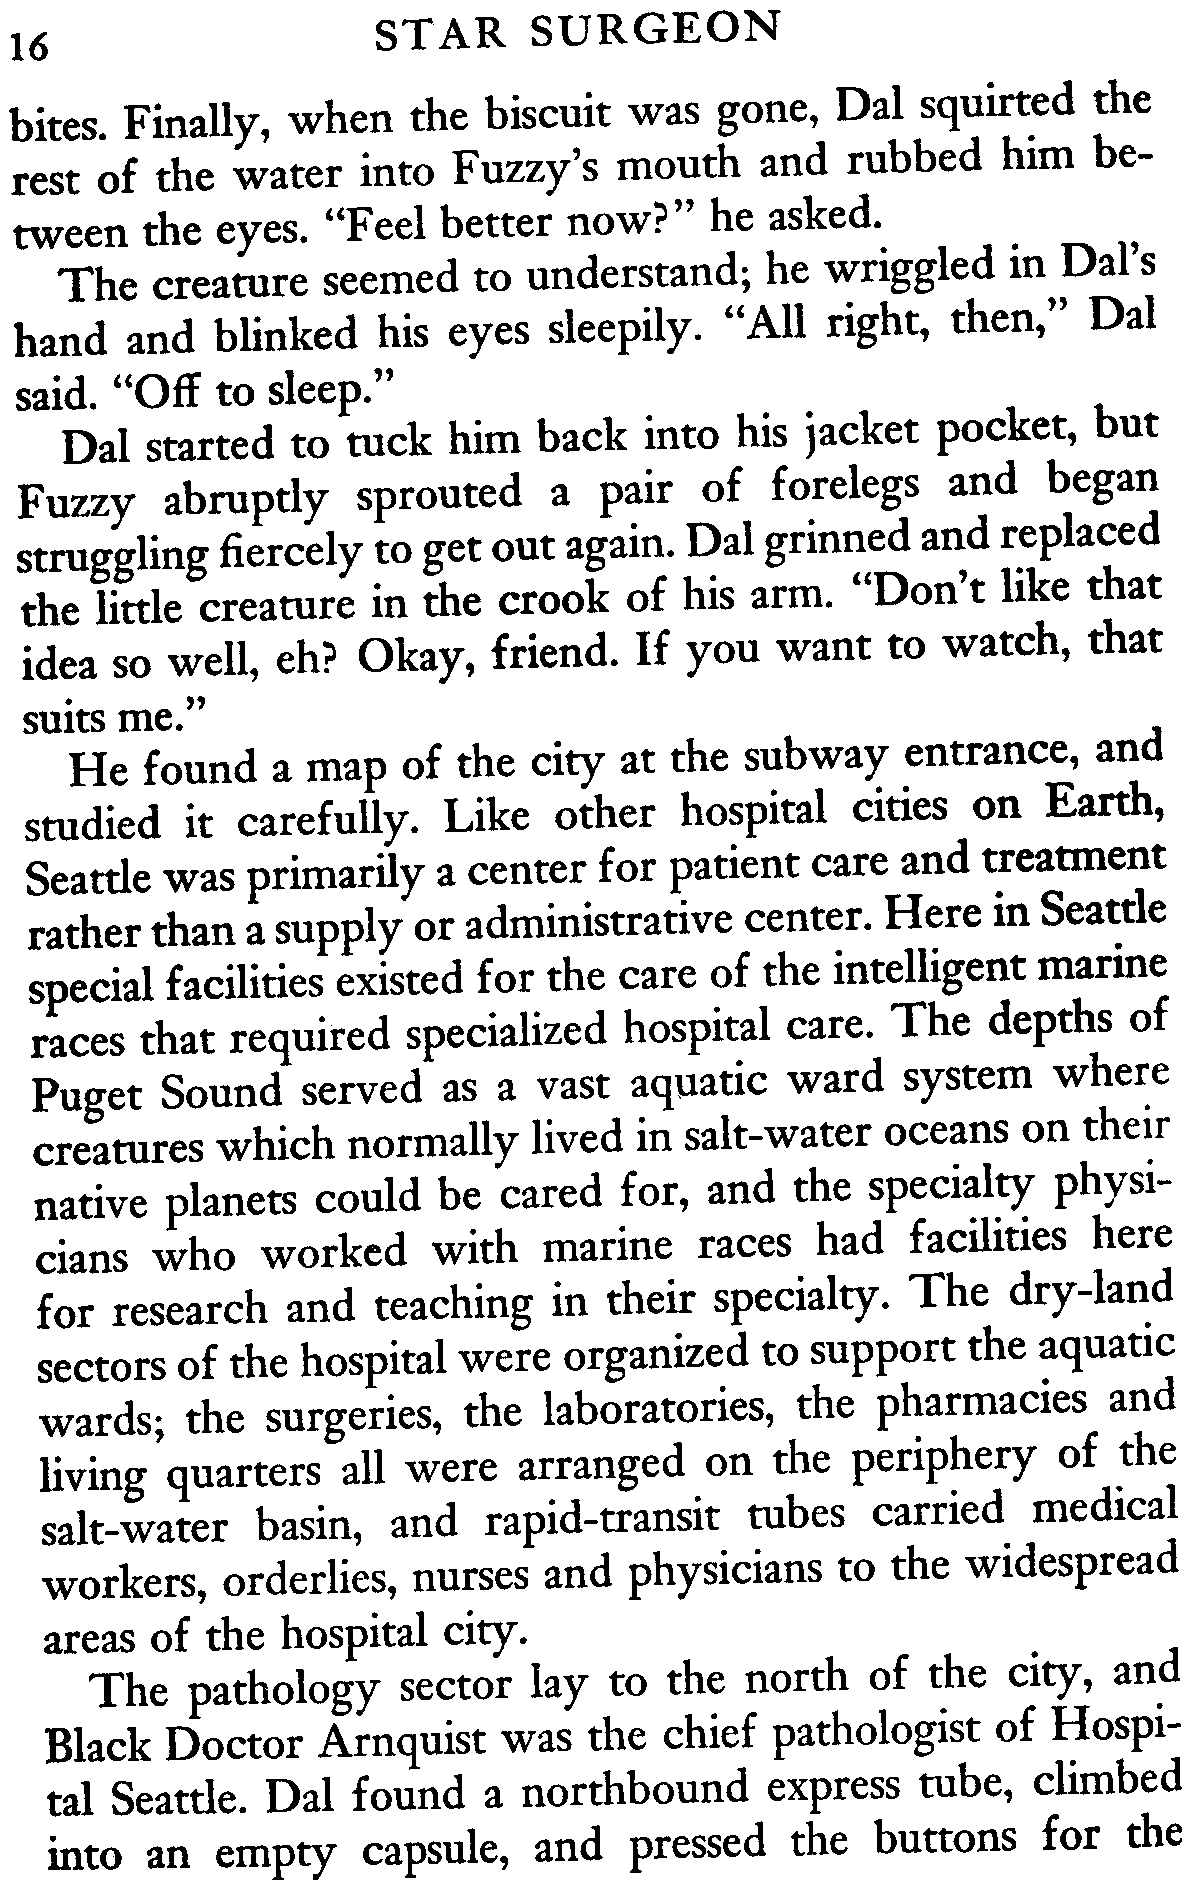 16 STAR SURGEON
bites. Finally, when the biscuit was gone, Dal squirted the
rest of the water into Fuzzy's mouth and rubbed him be-
tween the eyes. “Feel better now?” he asked.
The creature seemed to understand; he wriggled in Dal's
hand and blinked his eyes sleepily. “All right, then,” Dal
said. “Off to sleep.”
Dal started to tuck him back into his jacket pocket, but
Fuzzy abruptly sprouted a pair of forelegs and began
struggling fiercely to get out again. Dal grinned and replaced
the little creature in the crook of his arm. “Don't like that
idea so well, eh? Okay, friend. If you want to watch, that
suits me.”
He found a map of the city at the subway entrance, and
studied it carefully. Like other hospital cities on Earth,
Seattle was primarily a center for patient care and treatment
rather than a supply or administrative center. Here in Seattle
special facilities existed for the care of the intelligent marine
races that required specialized hospital care. The depths of
Puget Sound served as a vast aquatic ward system where
creatures which normally lived in salt-water oceans on their
native planets could be cared for, and the specialty physi-
cians who worked with marine races had facilities here
for research and teaching in their specialty. The dry-land
sectors of the hospital were organized to support the aquatic
wards; the surgeries, the laboratories, the pharmacies and
living quarters all were arranged on the periphery of the
salt-water basin, and rapid-transit tubes carried medical
workers, orderlies, nurses and physicians to the widespread
areas of the hospital city.
The pathology sector lay to the north of the city, and
Black Doctor Arnquist was the chief pathologist of Hospi-
tal Seattle. Dal found a northbound express tube, climbed
into an empty capsule, and pressed the buttons for the